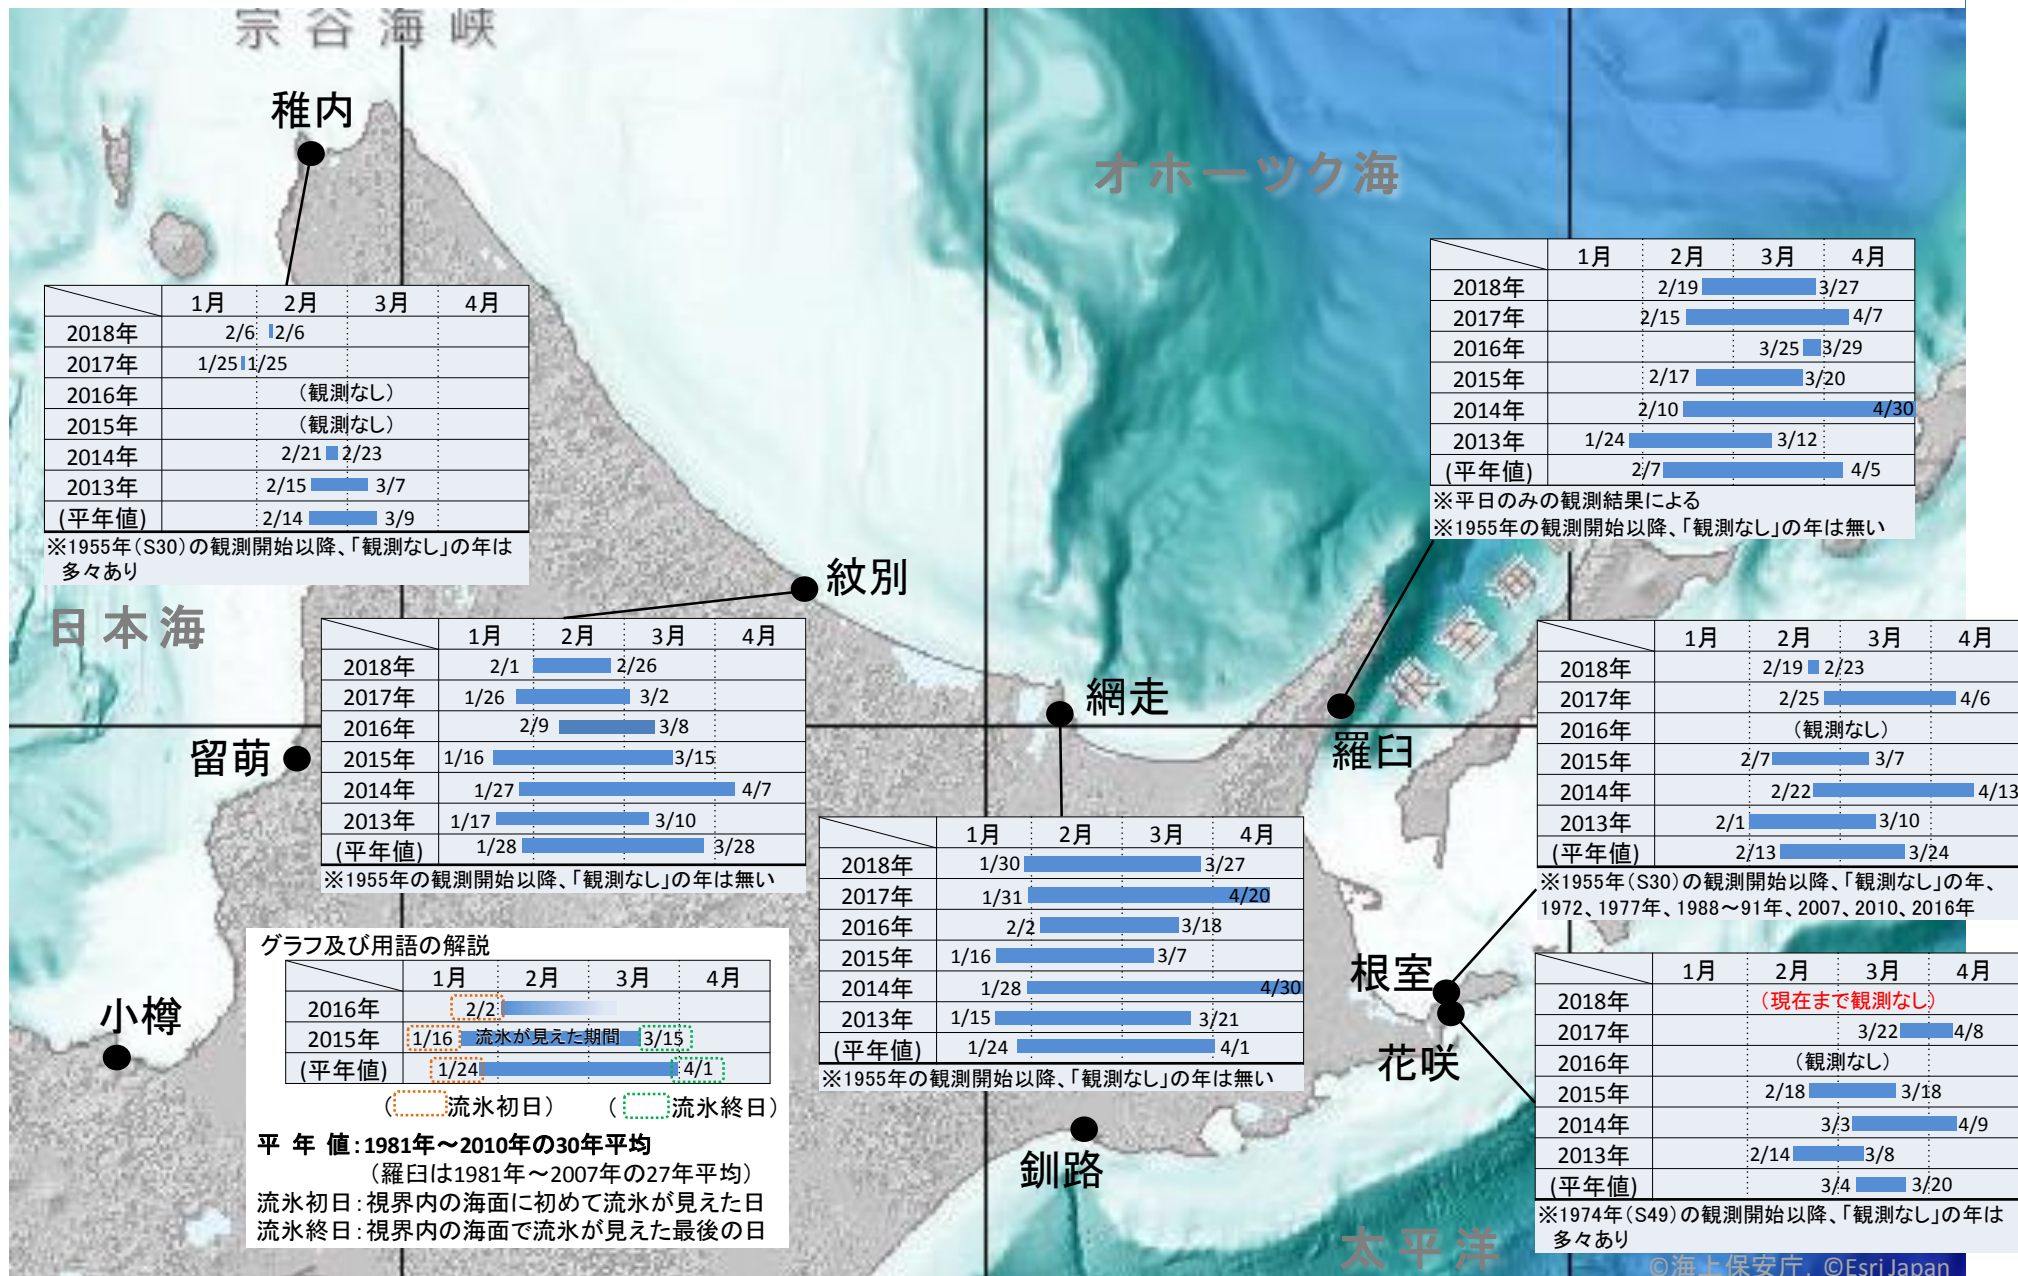 宗谷海峡
稚内
オホーツク海
1月 2月 3月 4月
2018年 2/6 2/6
2017年 1/25 1/25
2016年 （観測なし）
2015年 （観測なし）
2014年 2/21 2/23
2013年 2/15 3/7
(平年値) 2/14 3/9
※1955年（S30）の観測開始以降、「観測なし」の年は
多々あり
1月 2月 3月 4月
2018年 2/19 3/27
2017年 2/15 4/7
2016年 3/25 3/29
2015年 2/17 3/20
2014年 2/10 4/30
2013年 1/24 3/12
(平年値) 2/7 4/5
※平日のみの観測結果による
※1955年の観測開始以降、「観測なし」の年は無い
日本海
紋別
1月 2月 3月 4月
2018年 2/1 2/26
2017年 1/26 3/2
2016年 2/9 3/8
2015年 1/16 3/15
2014年 1/27 4/7
2013年 1/17 3/10
(平年値) 1/28 3/28
※1955年の観測開始以降、「観測なし」の年は無い
留萌
網走
羅臼
1月 2月 3月 4月
2018年 1/30 3/27
2017年 1/31 4/20
2016年 2/2 3/18
2015年 1/16 3/7
2014年 1/28 4/30
2013年 1/15 3/21
(平年値) 1/24 4/1
※1955年の観測開始以降、「観測なし」の年は無い
1月 2月 3月 4月
2018年 2/19 2/23
2017年 2/25 4/6
2016年 （観測なし）
2015年 2/7 3/7
2014年 2/22 4/13
2013年 2/1 3/10
(平年値) 2/13 3/24
※1955年（S30）の観測開始以降、「観測なし」の年、
1972、1977年、1988～91年、2007、2010、2016年
根室
花咲
1月 2月 3月 4月
2018年 （現在まで観測なし）
2017年 3/22 4/8
2016年 （観測なし）
2015年 2/18 3/18
2014年 3/3 4/9
2013年 2/14 3/8
(平年値) 3/4 3/20
※1974年（S49）の観測開始以降、「観測なし」の年は
多々あり
小樽
グラフ及び用語の解説
1月 2月 3月 4月
2016年 2/2
2015年 1/16 流氷が見えた期間 3/15
(平年値) 1/24 4/1
（ 流氷初日） （ 流氷終日）
平 年 値：1981年～2010年の30年平均
（羅臼は1981年～2007年の27年平均）
流氷初日：視界内の海面に初めて流氷が見えた日
流氷終日：視界内の海面で流氷が見えた最後の日
釧路
太平洋
©海上保安庁, ©Esri Japan